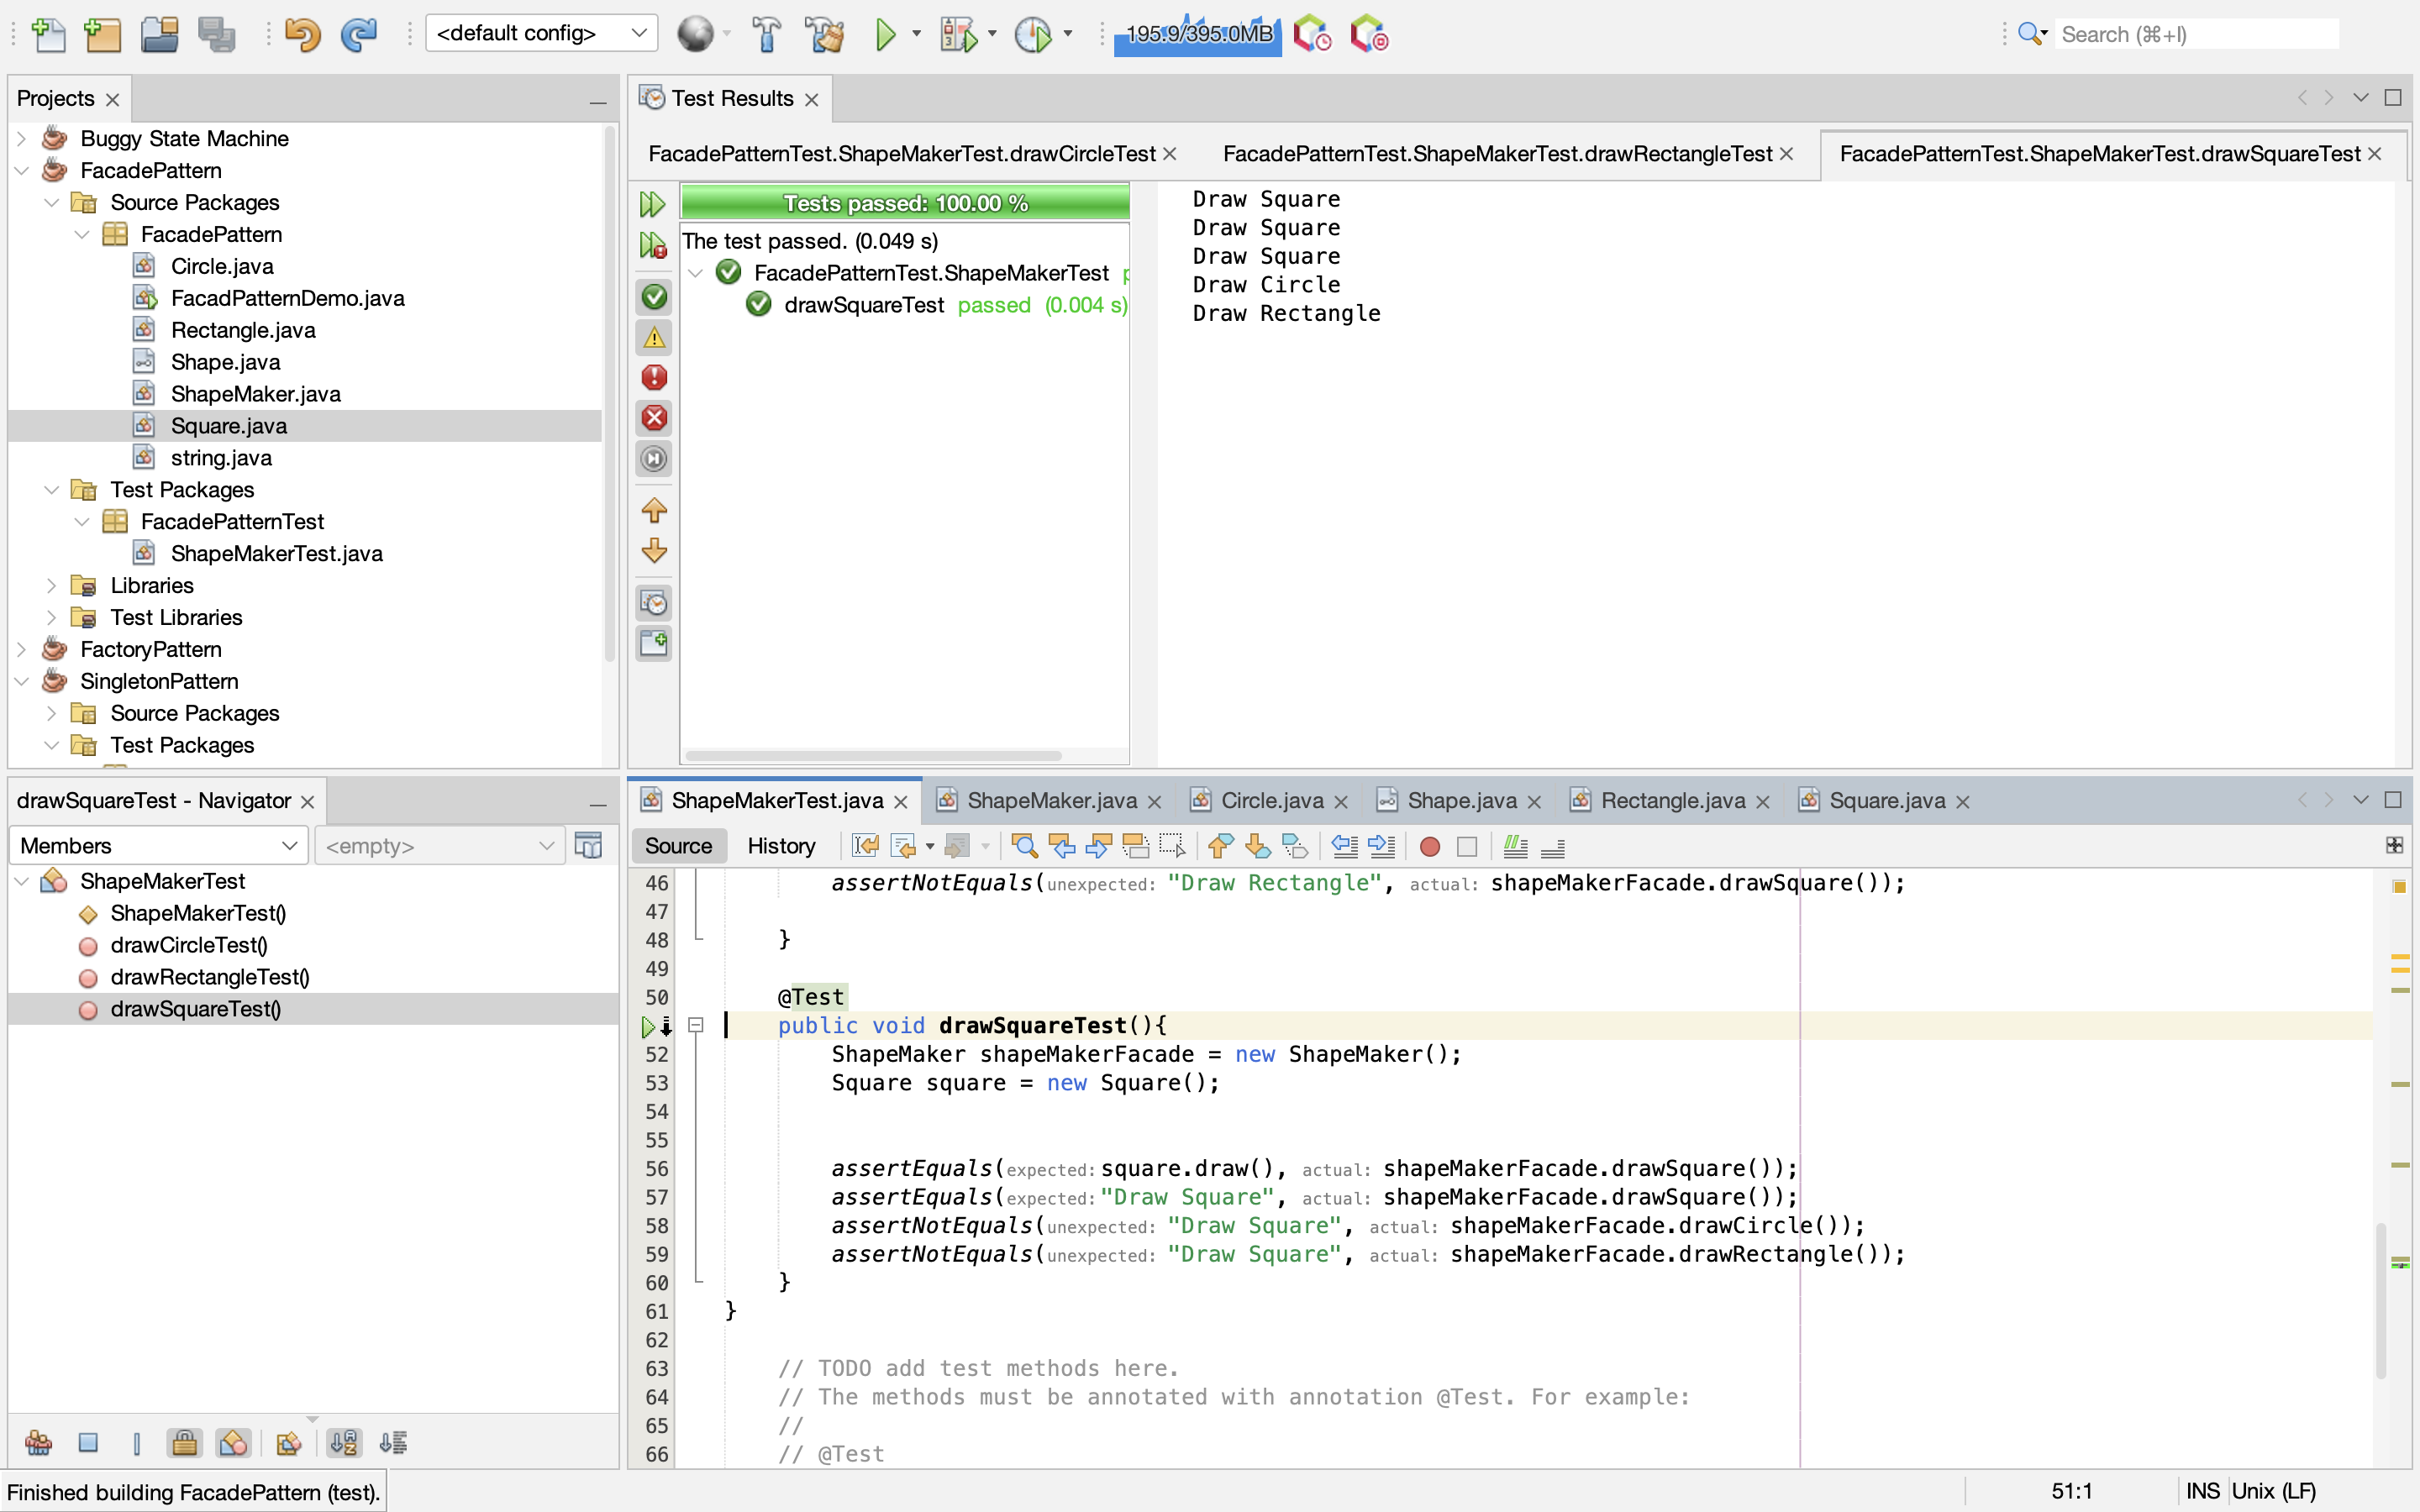 <default config>
195.9/395.0MB
Search (⌘+I)
Projects
Buggy State Machine
FacadePattern
Source Packages
FacadePattern
Circle.java
FacadPatternDemo.java
Rectangle.java
Shape.java
ShapeMaker.java
Square.java
string.java
Test Packages
FacadePatternTest
ShapeMakerTest.java
Libraries
Test Libraries
FactoryPattern
SingletonPattern
Source Packages
Test Packages
Test Results
FacadePatternTest.ShapeMakerTest.drawCircleTest
FacadePatternTest.ShapeMakerTest.drawRectangleTest
FacadePatternTest.ShapeMakerTest.drawSquareTest
Tests passed: 100.00 %
The test passed. (0.049 s)
FacadePatternTest.ShapeMakerTest
drawSquareTest passed (0.004 s)
Draw Square
Draw Square
Draw Square
Draw Circle
Draw Rectangle
drawSquareTest - Navigator
Members
<empty>
ShapeMakerTest
ShapeMakerTest()
drawCircleTest()
drawRectangleTest()
drawSquareTest()
ShapeMakerTest.java
ShapeMaker.java
Circle.java
Shape.java
Rectangle.java
Square.java
Source
History
46 assertNotEquals(unexpected: "Draw Rectangle", actual: shapeMakerFacade.drawSquare());
47
48 }
49
50 @Test
public void drawSquareTest(){
52 ShapeMaker shapeMakerFacade = new ShapeMaker();
53 Square square = new Square();
54
55
56 assertEquals(expected: square.draw(), actual: shapeMakerFacade.drawSquare());
57 assertEquals(expected: "Draw Square", actual: shapeMakerFacade.drawSquare());
58 assertNotEquals(unexpected: "Draw Square", actual: shapeMakerFacade.drawCircle());
59 assertNotEquals(unexpected: "Draw Square", actual: shapeMakerFacade.drawRectangle());
60 }
61 }
62
63 // TODO add test methods here.
64 // The methods must be annotated with annotation @Test. For example:
65 //
66 // @Test
Finished building FacadePattern (test).
51:1
INS
Unix (LF)